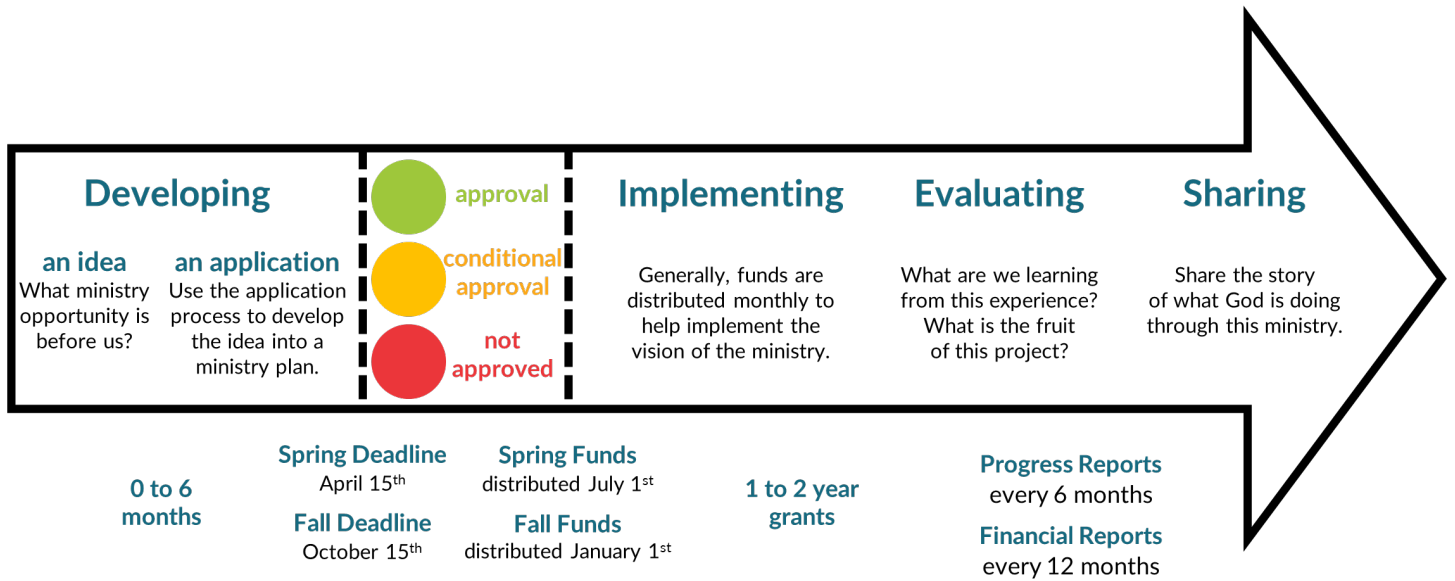 Developing
an idea
What ministry
opportunity is
before us?
an application
Use the application
process to develop
the idea into a
ministry plan.
approval
conditional
approval
not
approved
Implementing
Generally, funds are
distributed monthly to
help implement the
vision of the ministry.
Evaluating
What are we learning
from this experience?
What is the fruit
of this project?
Sharing
Share the story
of what God is doing
through this ministry.
0 to 6
months
Spring Deadline
April 15th
Fall Deadline
October 15th
Spring Funds
distributed July 1st
Fall Funds
distributed January 1st
1 to 2 year
grants
Progress Reports
every 6 months
Financial Reports
every 12 months